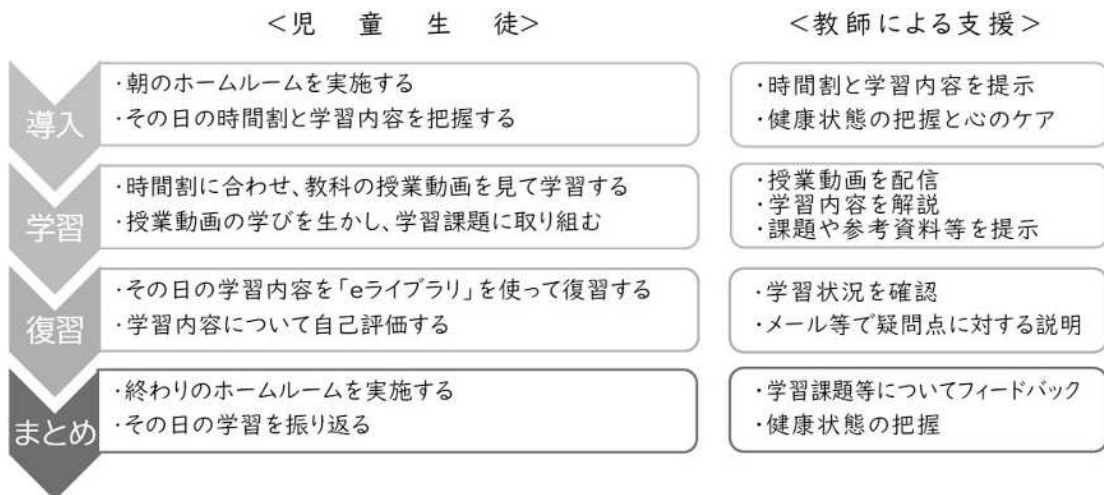 ＜児童生徒＞
＜教師による支援＞
導入
・朝のホームルームを実施する
・その日の時間割と学習内容を把握する
・時間割と学習内容を提示
・健康状態の把握と心のケア
学習
・時間割に合わせ、教科の授業動画を見て学習する
・授業動画の学びを生かし、学習課題に取り組む
・授業動画を配信
・学習内容を解説
・課題や参考資料等を提示
復習
・その日の学習内容を「eライブラリ」を使って復習する
・学習内容について自己評価する
・学習状況を確認
・メール等で疑問点に対する説明
まとめ
・終わりのホームルームを実施する
・その日の学習を振り返る
・学習課題等についてフィードバック
・健康状態の把握